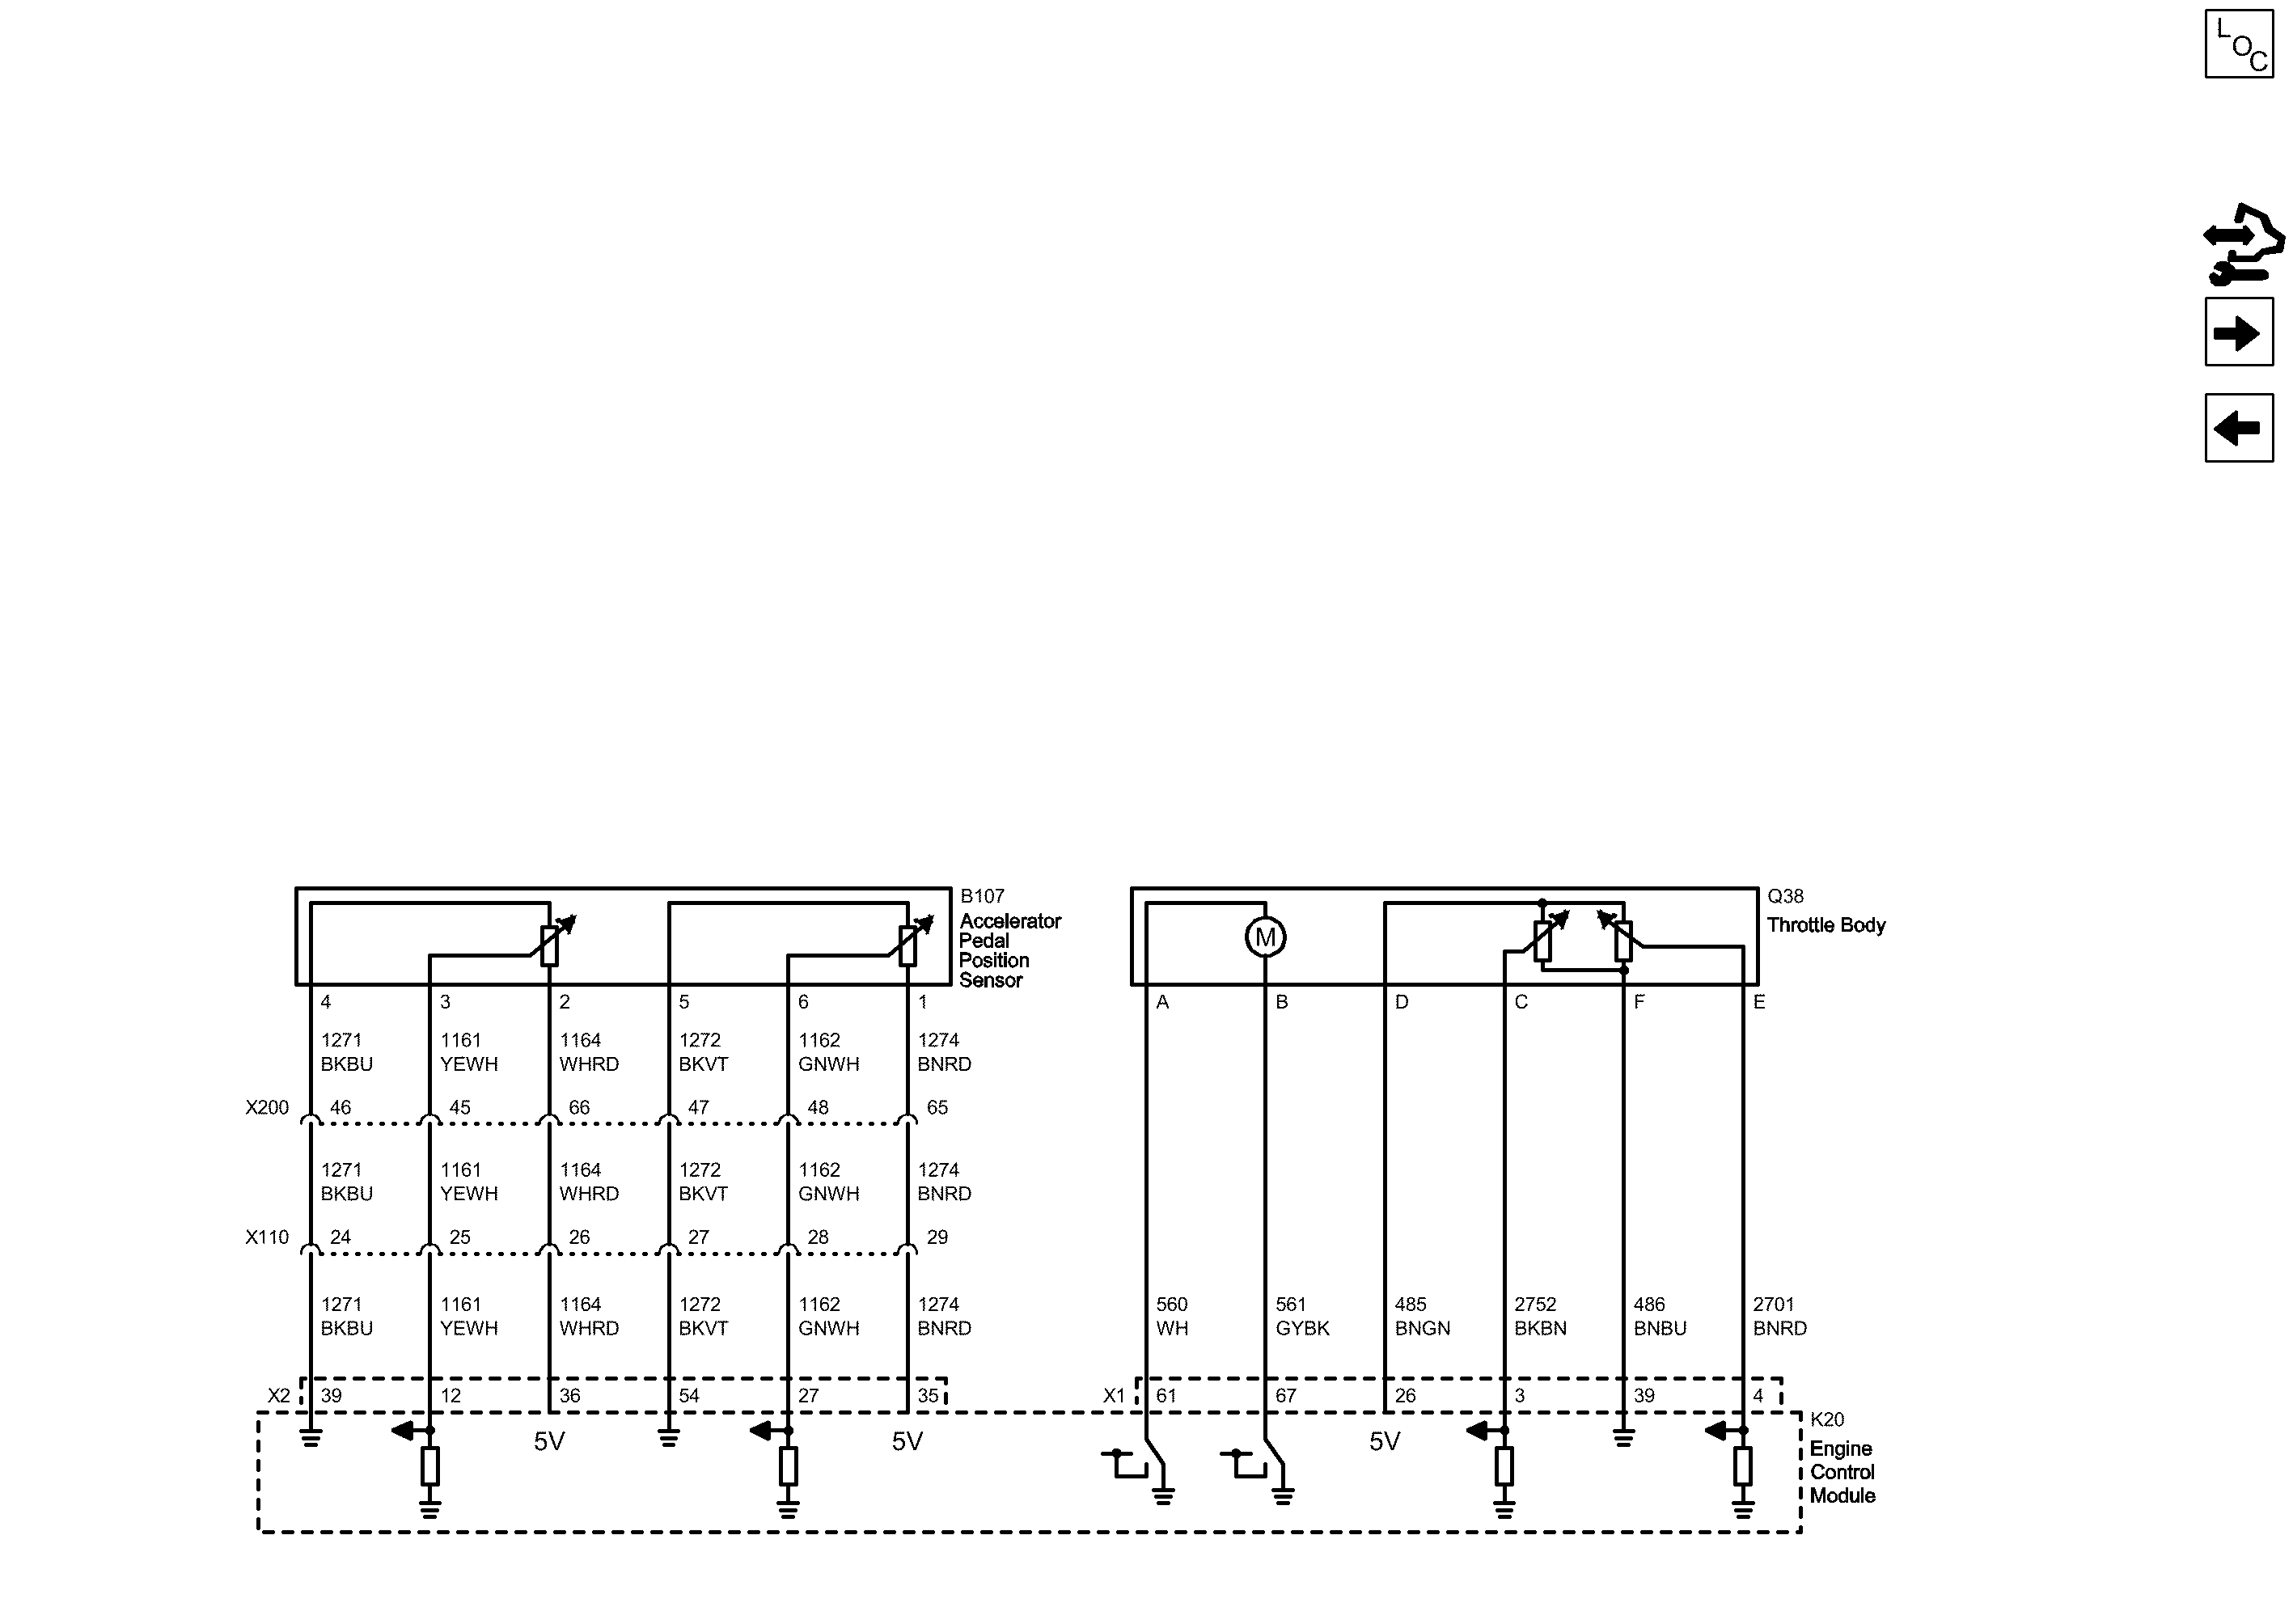 L
O
C
B107
Accelerator
Pedal
Position
Sensor
Q38
Throttle Body
M
4 3 2 5 6 1 A B D C F E
1271 1161 1164 1272 1162 1274
BKBU YEWH WHRD BKVT GNWH BNRD
X200 46 45 66 47 48 65
1271 1161 1164 1272 1162 1274
BKBU YEWH WHRD BKVT GNWH BNRD
X110 24 25 26 27 28 29
1271 1161 1164 1272 1162 1274 560 561 485 2752 486 2701
BKBU YEWH WHRD BKVT GNWH BNRD WH GYBK BNGN BKBN BNBU BNRD
X2 39 12 36 54 27 35 X1 61 67 26 3 39 4
5V 5V 5V
K20
Engine
Control
Module